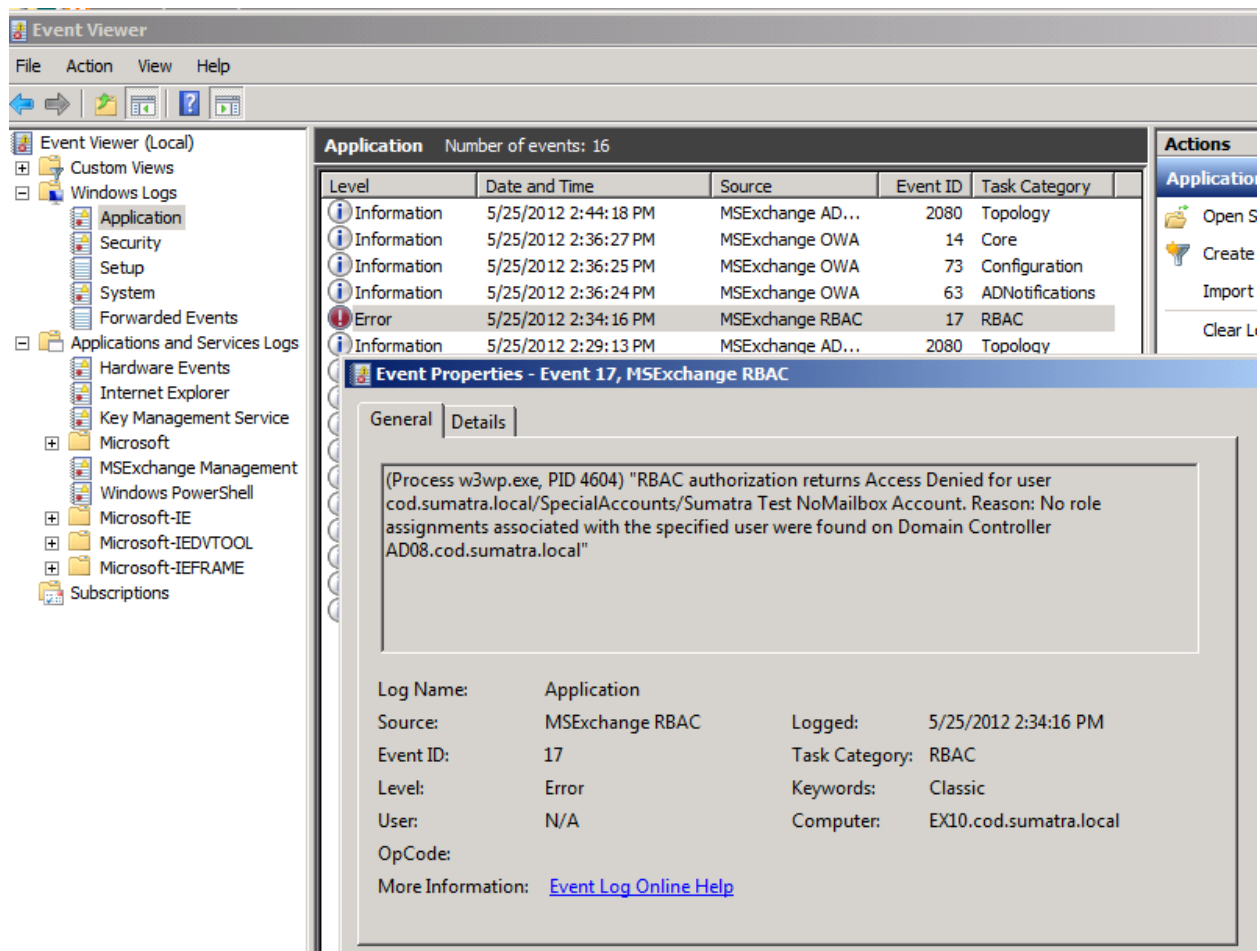 Event Viewer
File Action View Help
Event Viewer (Local)
Custom Views
Windows Logs
Application
Security
Setup
System
Forwarded Events
Applications and Services Logs
Hardware Events
Internet Explorer
Key Management Service
Microsoft
MSExchange Management
Windows PowerShell
Microsoft-IE
Microsoft-IEDVTOOL
Microsoft-IEFRAME
Subscriptions
Application Number of events: 16
Level Date and Time Source Event ID Task Category
Information 5/25/2012 2:44:18 PM MSExchange AD... 2080 Topology
Information 5/25/2012 2:36:27 PM MSExchange OWA 14 Core
Information 5/25/2012 2:36:25 PM MSExchange OWA 73 Configuration
Information 5/25/2012 2:36:24 PM MSExchange OWA 63 ADNotifications
Error 5/25/2012 2:34:16 PM MSExchange RBAC 17 RBAC
Information 5/25/2012 2:29:13 PM MSExchange AD... 2080 Topology
Actions
Application
Open S
Create
Import
Clear L
Event Properties - Event 17, MSExchange RBAC
General Details
(Process w3wp.exe, PID 4604) "RBAC authorization returns Access Denied for user
cod.sumatra.local/SpecialAccounts/Sumatra Test NoMailbox Account. Reason: No role
assignments associated with the specified user were found on Domain Controller
AD08.cod.sumatra.local"
Log Name: Application
Source: MSExchange RBAC Logged: 5/25/2012 2:34:16 PM
Event ID: 17 Task Category: RBAC
Level: Error Keywords: Classic
User: N/A Computer: EX10.cod.sumatra.local
OpCode:
More Information: Event Log Online Help